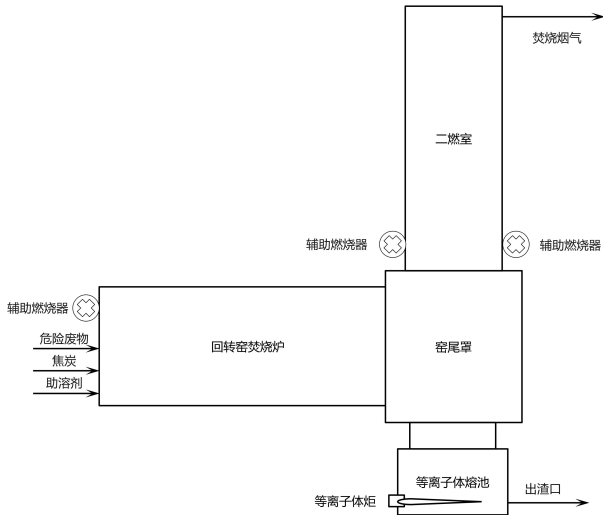 焚烧烟气
二燃室
辅助燃烧器
辅助燃烧器
辅助燃烧器
危险废物
焦炭
助溶剂
回转窑焚烧炉
窑尾罩
等离子体熔池
等离子体炬
出渣口